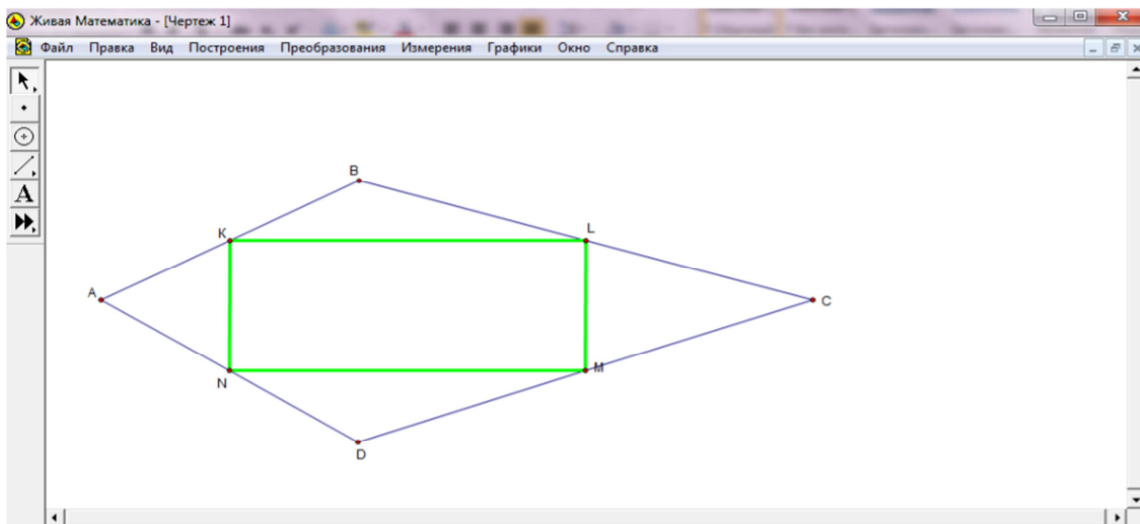 Живая Математика - [Чертеж 1]
Файл Правка Вид Построения Преобразования Измерения Графики Окно Справка
A
B
K
L
A
C
N
M
D